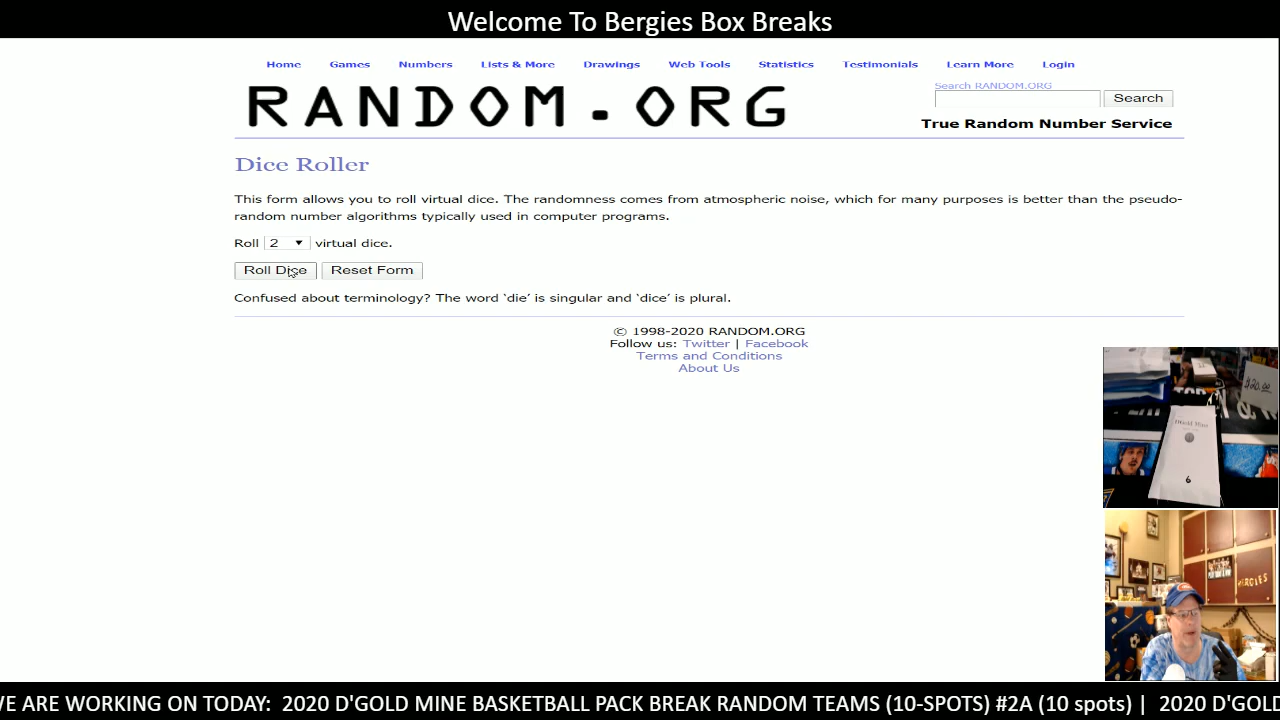 Welcome To Bergies Box Breaks
Home Games Numbers Lists & More Drawings Web Tools Statistics Testimonials Learn More Login
RANDOM.ORG
Search RANDOM.ORG
Search
True Random Number Service
Dice Roller
This form allows you to roll virtual dice. The randomness comes from atmospheric noise, which for many purposes is better than the pseudo-
random number algorithms typically used in computer programs.
Roll 2 virtual dice.
Roll Dice Reset Form
Confused about terminology? The word ‘die’ is singular and ‘dice’ is plural.
© 1998-2020 RANDOM.ORG
Follow us: Twitter | Facebook
Terms and Conditions
About Us
$20.00
6
VE ARE WORKING ON TODAY: 2020 D'GOLD MINE BASKETBALL PACK BREAK RANDOM TEAMS (10-SPOTS) #2A (10 spots) | 2020 D'GOLD